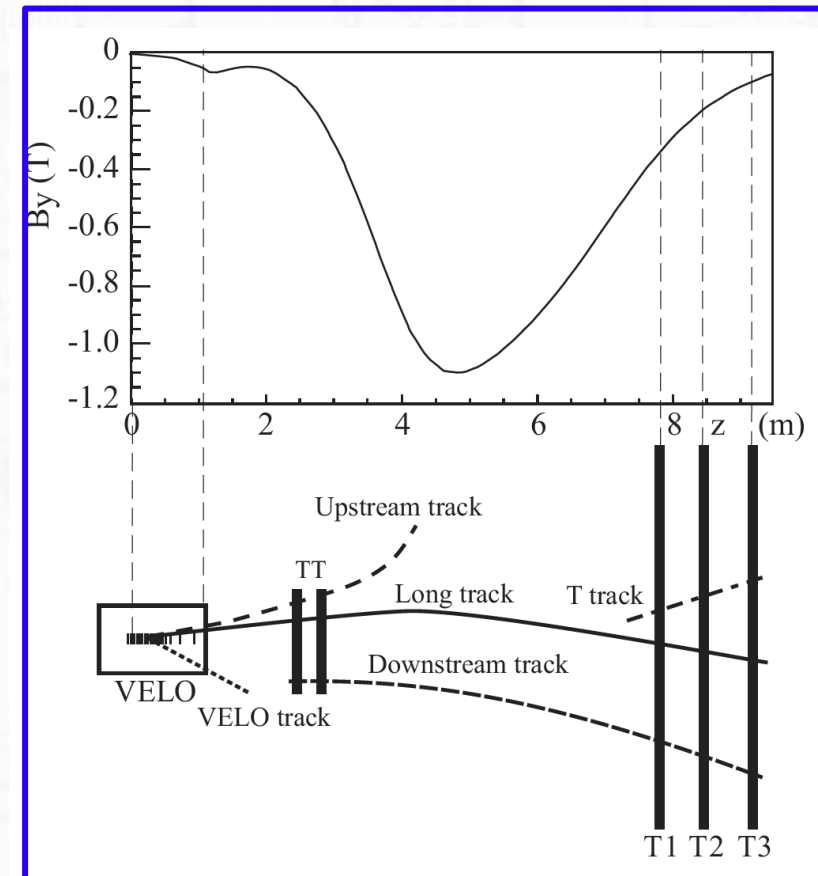 0
-0.2
-0.4
-0.6
-0.8
-1.0
-1.2
By (T)
0 2 4 6 8 z (m)
Upstream track
TT
Long track
T track
Downstream track
VELO
VELO track
T1 T2 T3